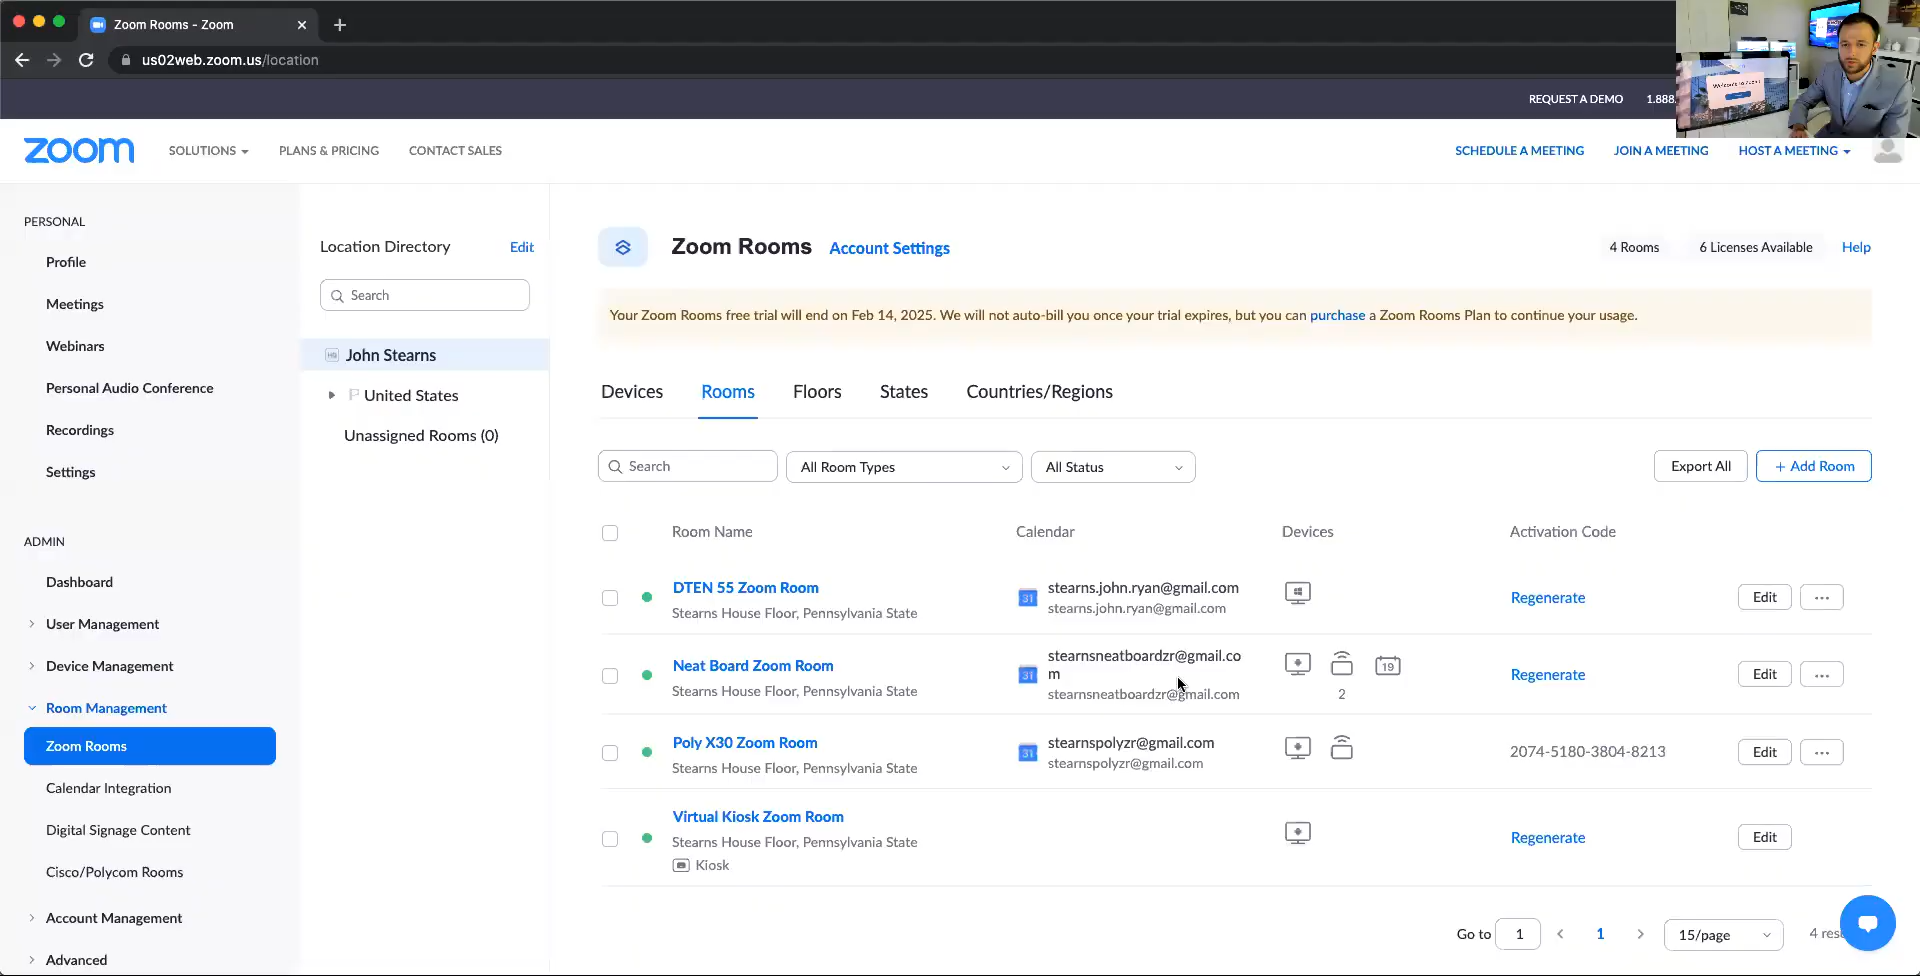 Zoom Rooms - Zoom
us02web.zoom.us/location
REQUEST A DEMO
1.888.
zoom
SOLUTIONS
PLANS & PRICING
CONTACT SALES
SCHEDULE A MEETING
JOIN A MEETING
HOST A MEETING
PERSONAL
Profile
Meetings
Webinars
Personal Audio Conference
Recordings
Settings
ADMIN
Dashboard
User Management
Device Management
Room Management
Zoom Rooms
Calendar Integration
Digital Signage Content
Cisco/Polycom Rooms
Account Management
Advanced
Location Directory
Edit
Search
John Stearns
United States
Unassigned Rooms (0)
Zoom Rooms
Account Settings
4 Rooms
6 Licenses Available
Help
Your Zoom Rooms free trial will end on Feb 14, 2025. We will not auto-bill you once your trial expires, but you can purchase a Zoom Rooms Plan to continue your usage.
Devices
Rooms
Floors
States
Countries/Regions
Search
All Room Types
All Status
Export All
+ Add Room
Room Name
Calendar
Devices
Activation Code
DTEN 55 Zoom Room
Stearns House Floor, Pennsylvania State
31
stearns.john.ryan@gmail.com
stearns.john.ryan@gmail.com
Regenerate
Edit
...
Neat Board Zoom Room
Stearns House Floor, Pennsylvania State
31
stearnsneatboardzr@gmail.co
m
stearnsneatboardzr@gmail.com
2
19
Regenerate
Edit
...
Poly X30 Zoom Room
Stearns House Floor, Pennsylvania State
31
stearnspolyzr@gmail.com
stearnspolyzr@gmail.com
2074-5180-3804-8213
Edit
...
Virtual Kiosk Zoom Room
Stearns House Floor, Pennsylvania State
Kiosk
Regenerate
Edit
Go to
1
1
15/page
4 res